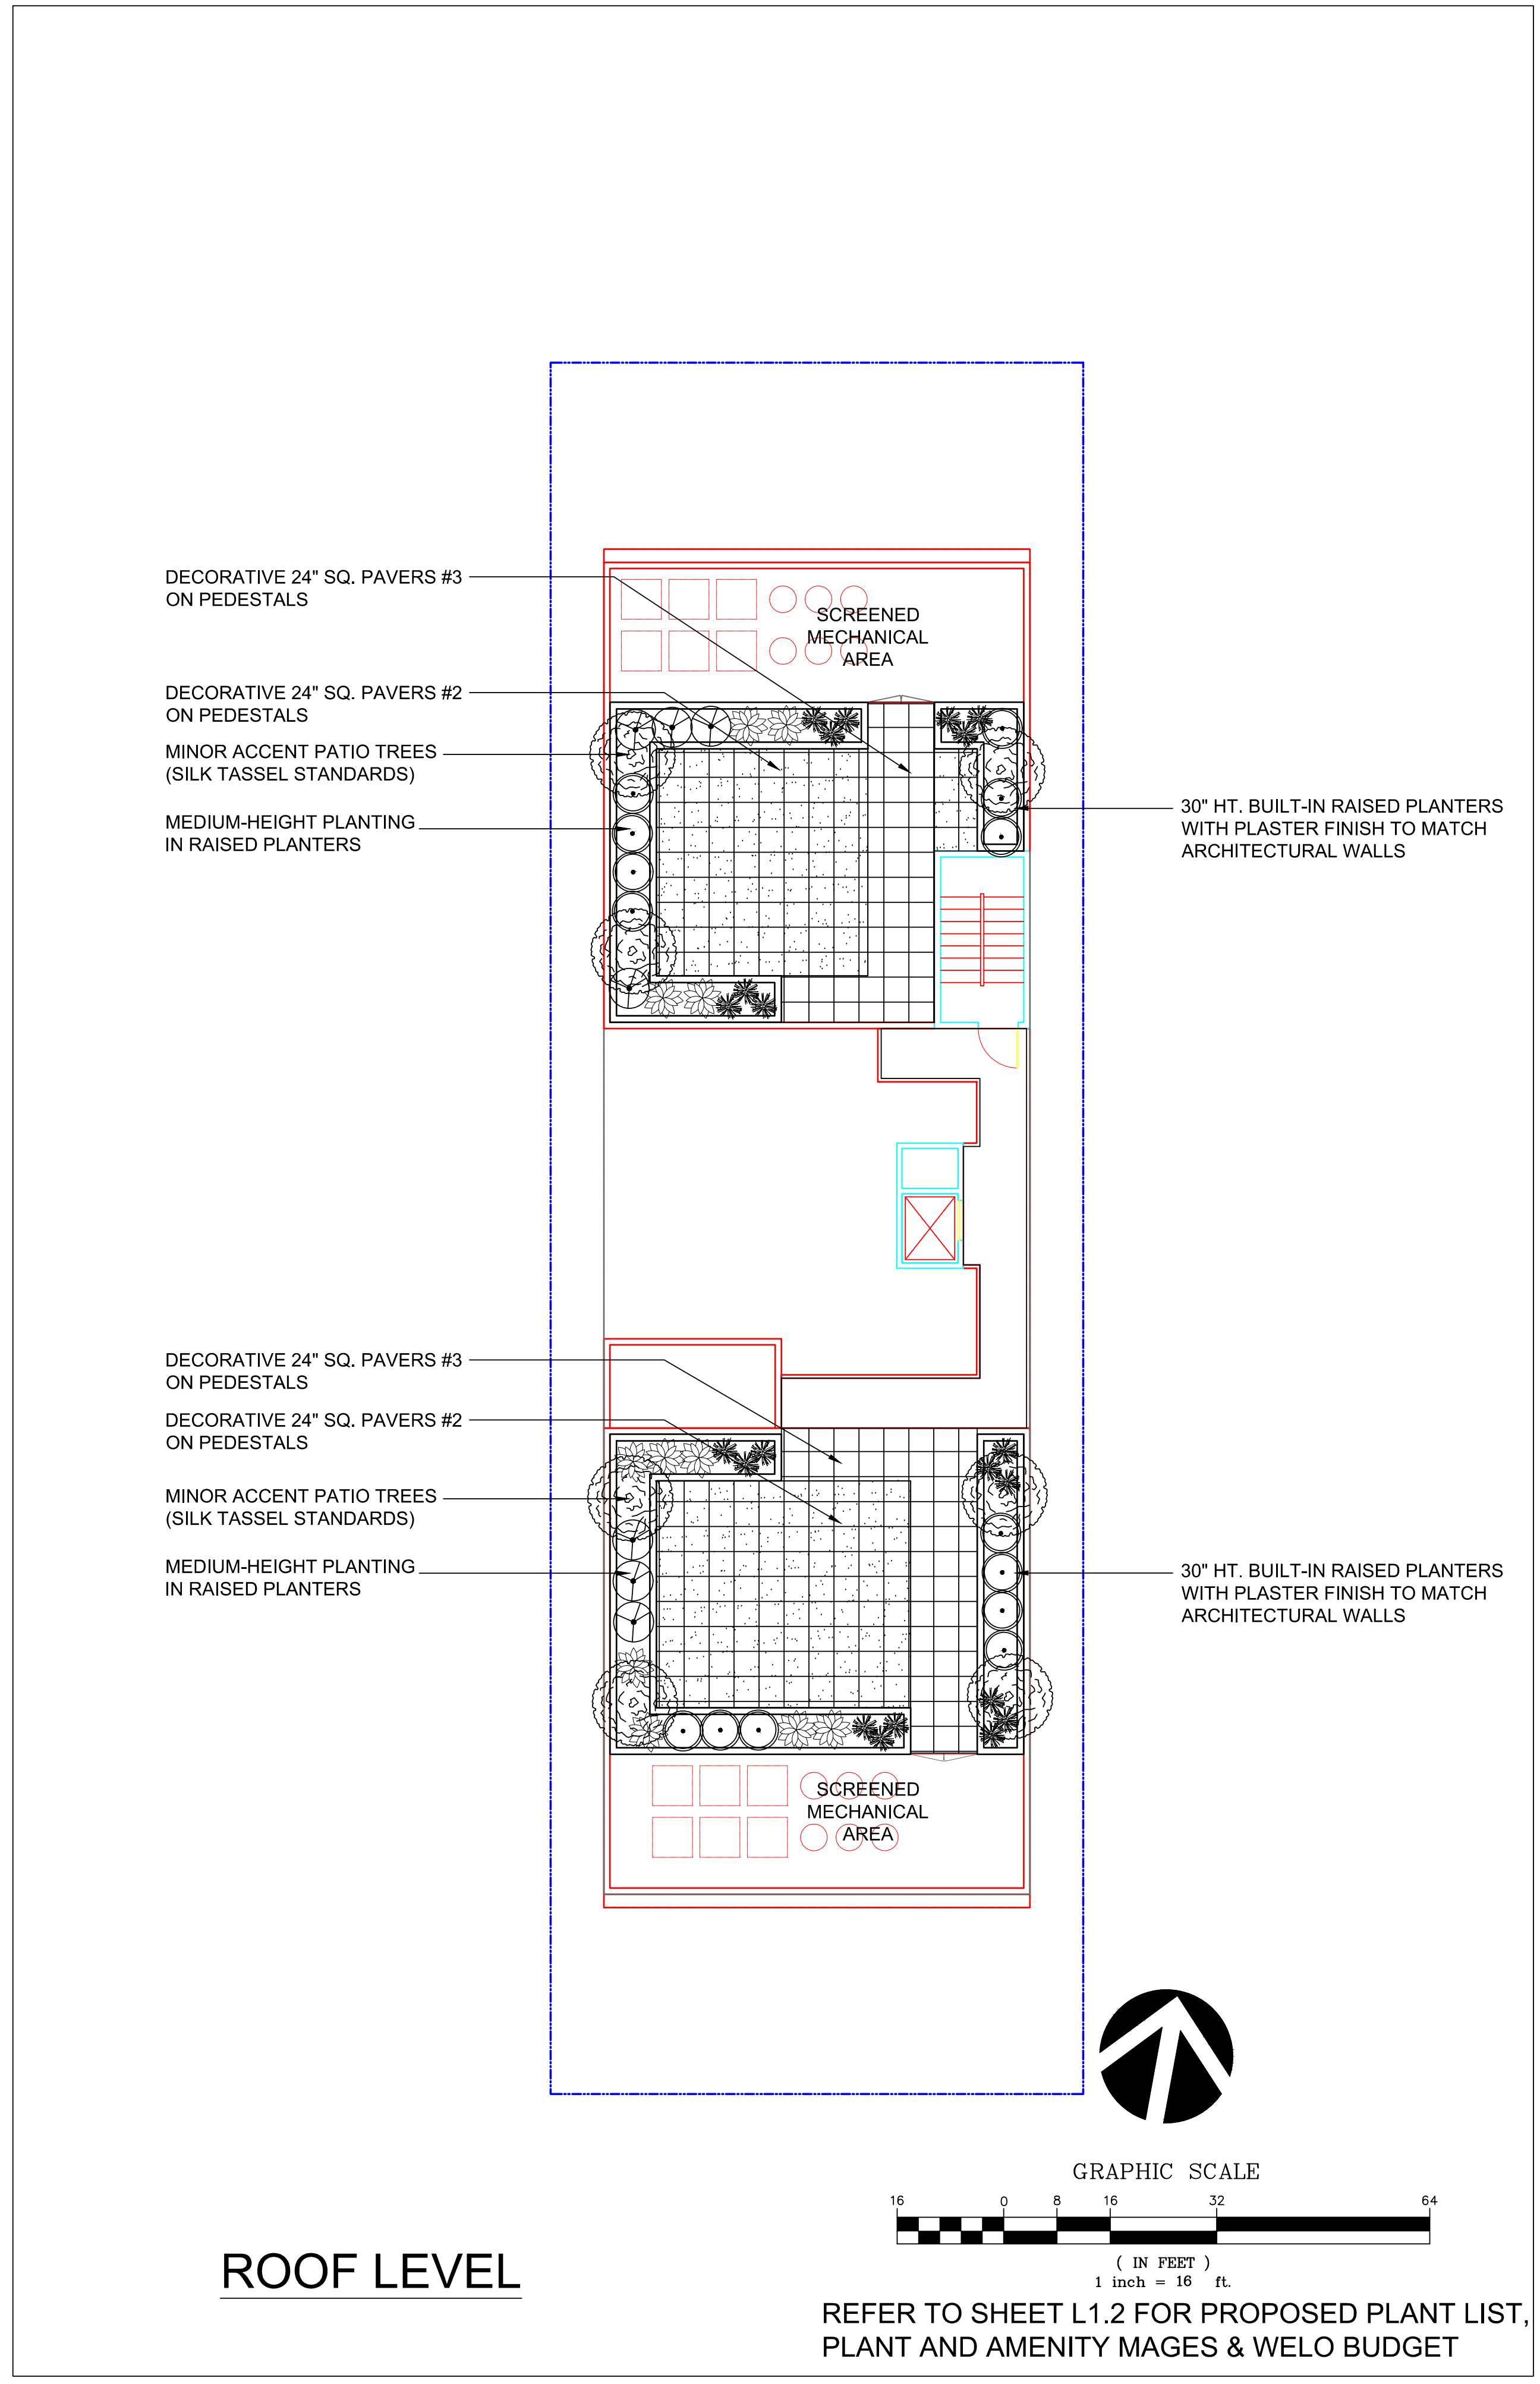 DECORATIVE 24" SQ. PAVERS #3
ON PEDESTALS
SCREENED
MECHANICAL
AREA
DECORATIVE 24" SQ. PAVERS #2
ON PEDESTALS
MINOR ACCENT PATIO TREES
(SILK TASSEL STANDARDS)
MEDIUM-HEIGHT PLANTING
IN RAISED PLANTERS
30" HT. BUILT-IN RAISED PLANTERS
WITH PLASTER FINISH TO MATCH
ARCHITECTURAL WALLS
DECORATIVE 24" SQ. PAVERS #3
ON PEDESTALS
DECORATIVE 24" SQ. PAVERS #2
ON PEDESTALS
MINOR ACCENT PATIO TREES
(SILK TASSEL STANDARDS)
MEDIUM-HEIGHT PLANTING
IN RAISED PLANTERS
30" HT. BUILT-IN RAISED PLANTERS
WITH PLASTER FINISH TO MATCH
ARCHITECTURAL WALLS
SCREENED
MECHANICAL
AREA
GRAPHIC SCALE
16 0 8 16 32 64
( IN FEET )
1 inch = 16 ft.
ROOF LEVEL
REFER TO SHEET L1.2 FOR PROPOSED PLANT LIST,
PLANT AND AMENITY MAGES & WELO BUDGET